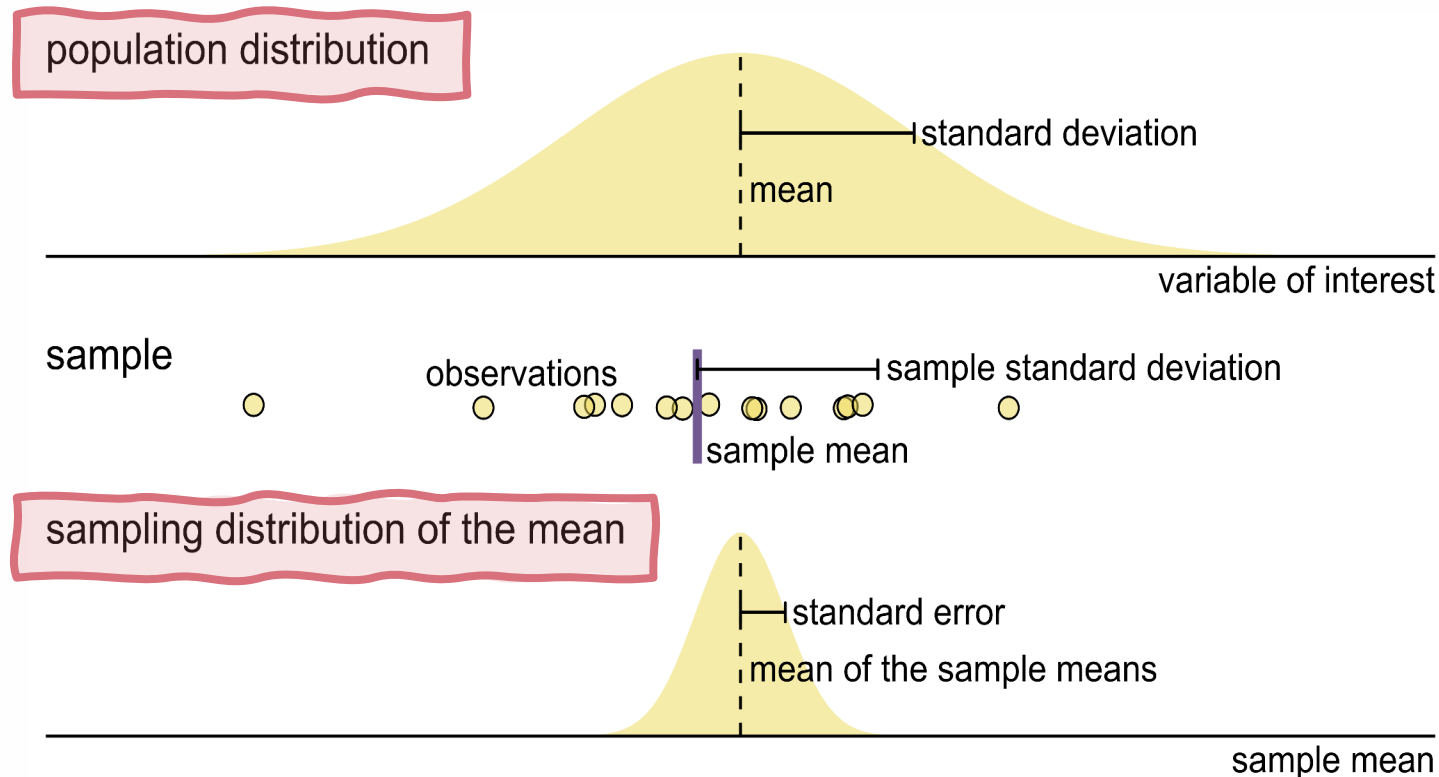 population distribution
standard deviation
mean
variable of interest
sample
observations
sample standard deviation
sample mean
sampling distribution of the mean
standard error
mean of the sample means
sample mean